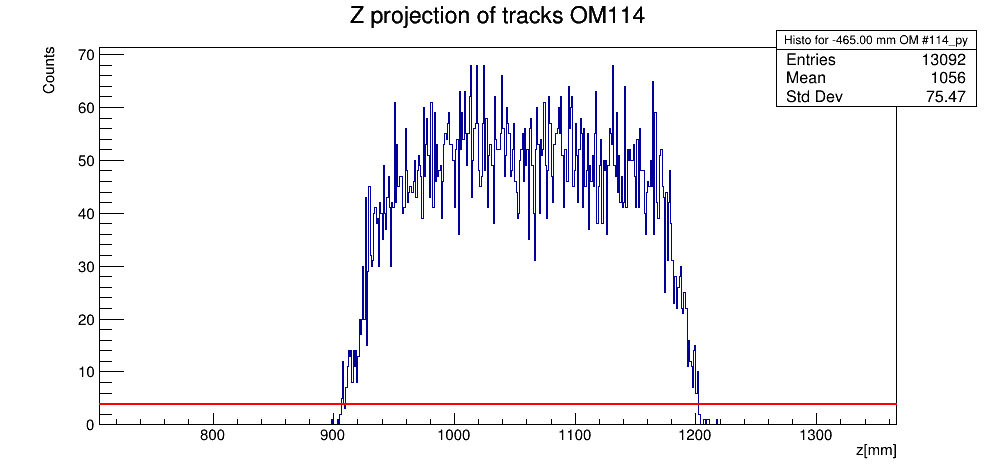 Z projection of tracks OM114
Histo for -465.00 mm OM #114_py
Entries 13092
Mean 1056
Std Dev 75.47
Counts
70
60
50
40
30
20
10
0
800 900 1000 1100 1200 1300
z[mm]